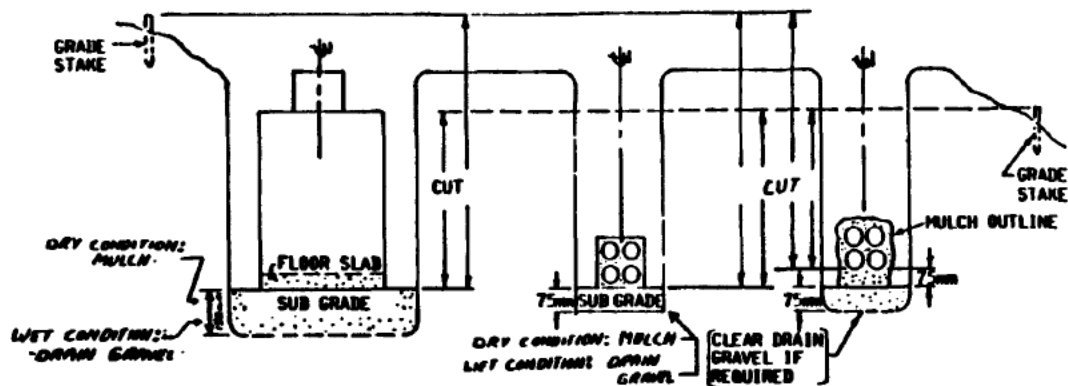 GRADE
STAKE
CUT
CUT
GRADE
STAKE
MULCH OUTLINE
DRY CONDITION:
MULCH
FLOOR SLAB
SUB GRADE
75mm
SUB GRADE
75mm
75mm
WET CONDITION:
DRAIN GRAVEL
DRY CONDITION: MULCH
WET CONDITION: DRAIN
GRAVEL
CLEAR DRAIN
GRAVEL IF
REQUIRED